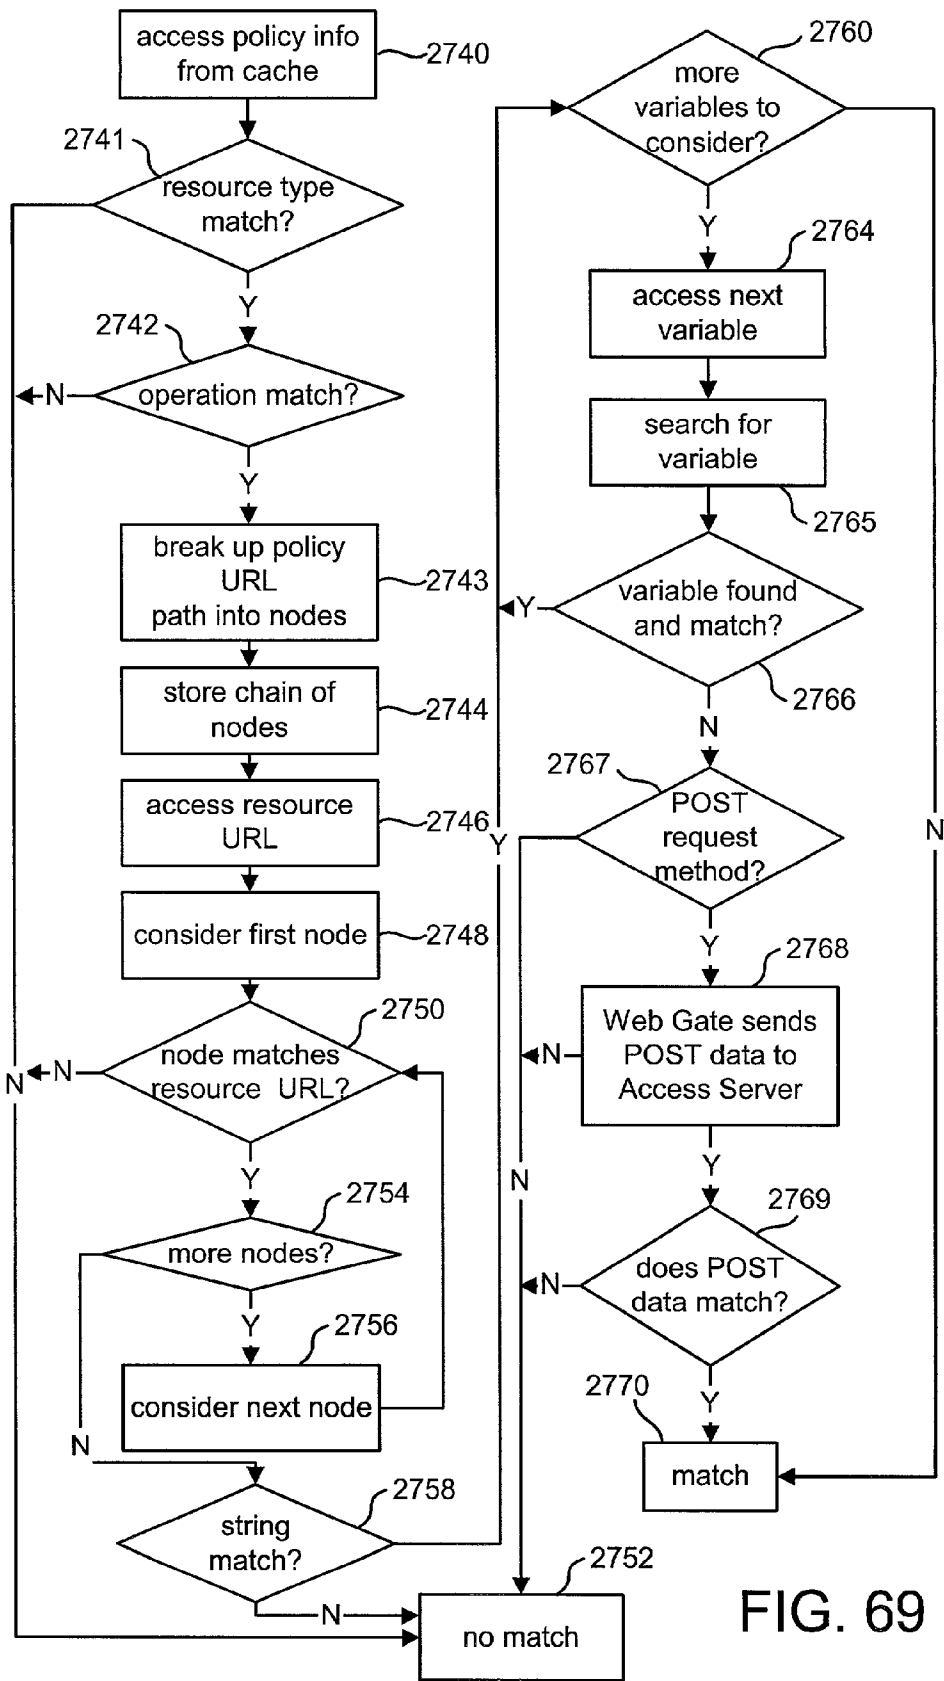 access policy info
from cache
2740
2741
resource type
match?
Y
2742
operation match?
N
Y
break up policy
URL
path into nodes
2743
store chain of
nodes
2744
access resource
URL
2746
consider first node
2748
2750
node matches
resource URL?
N
N
Y
2754
more nodes?
Y
2756
consider next node
N
2758
string
match?
N
Y
2760
more
variables to
consider?
Y
2764
access next
variable
search for
variable
2765
variable found
and match?
Y
2766
N
2767
POST
request
method?
N
Y
2768
Web Gate sends
POST data to
Access Server
N
Y
N
2769
does POST
data match?
N
Y
2770
match
2752
no match
FIG. 69